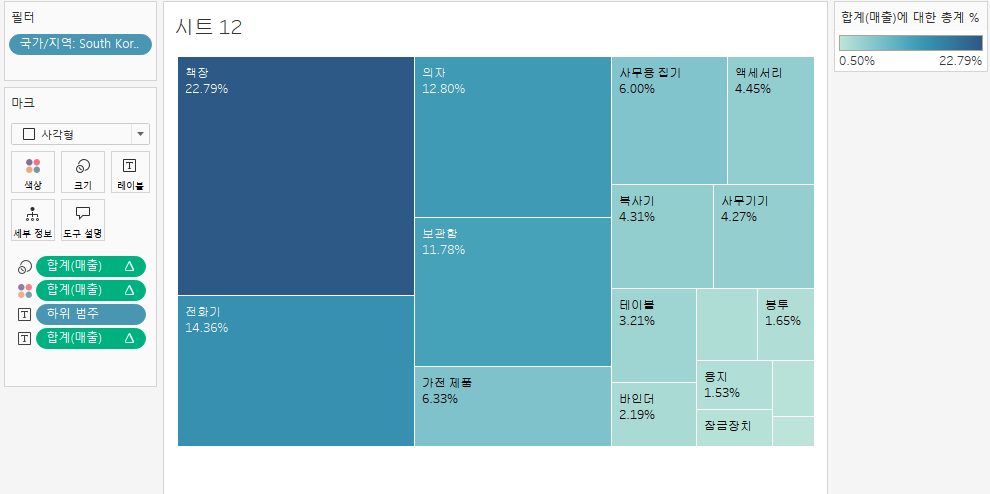 필터
국가/지역: South Kor..
마크
사각형
색상
크기
레이블
세부 정보
도구 설명
합계(매출) Δ
합계(매출) Δ
하위 범주
합계(매출) Δ
시트 12
책장
22.79%
전화기
14.36%
의자
12.80%
보관함
11.78%
가전 제품
6.33%
사무용 집기
6.00%
액세서리
4.45%
복사기
4.31%
사무기기
4.27%
테이블
3.21%
바인더
2.19%
봉투
1.65%
용지
1.53%
잠금장치
합계(매출)에 대한 총계 %
0.50%
22.79%